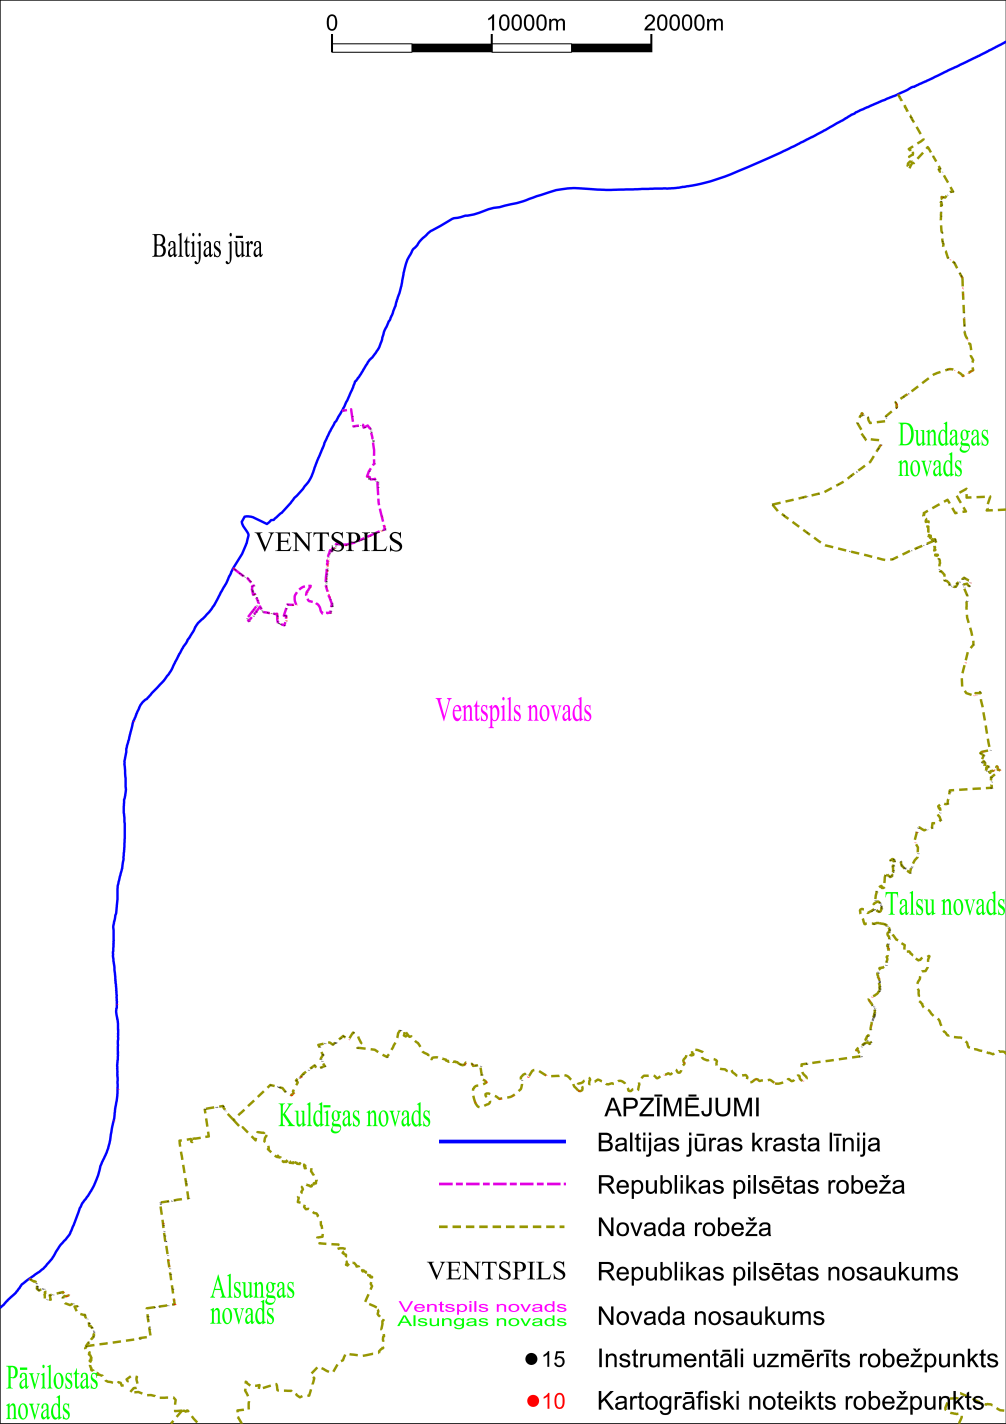 0 10000m 20000m
Baltijas jūra
Dundagas
novads
VENTSPILS
Ventspils novads
Talsu novads
Kuldīgas novads
Alsungas
novads
Pāvilostas
novads
APZĪMĒJUMI
Baltijas jūras krasta līnija
Republikas pilsētas robeža
Novada robeža
VENTSPILS Republikas pilsētas nosaukums
Ventspils novads
Alsungas novads
Novada nosaukums
15 Instrumentāli uzmērīts robežpunkts
10 Kartogrāfiski noteikts robežpunkts